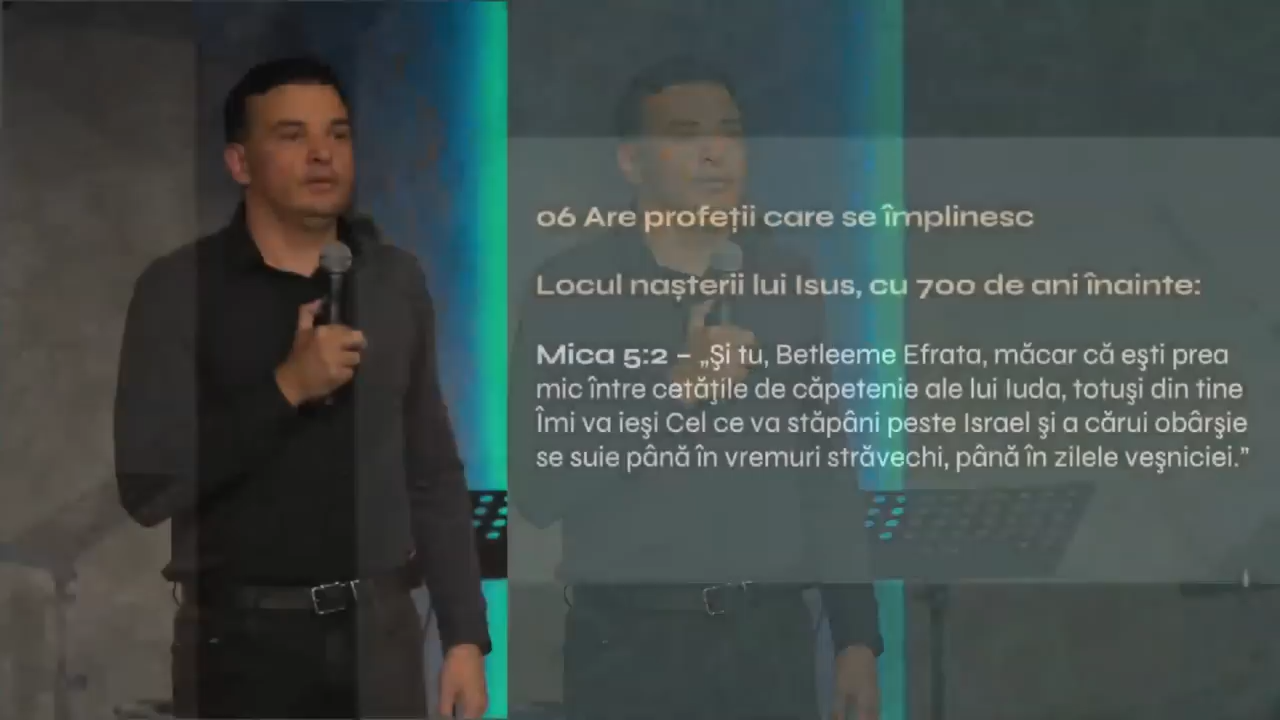 06 Are profeții care se împlinesc
Locul nașterii lui Isus, cu 700 de ani înainte:
Mica 5:2 – „Şi tu, Betleeme Efrata, măcar că eşti prea
mic între cetăţile de căpetenie ale lui Iuda, totuşi din tine
Îmi va ieşi Cel ce va stăpâni peste Israel şi a cărui obârşie
se suie până în vremuri străvechi, până în zilele veşniciei.”